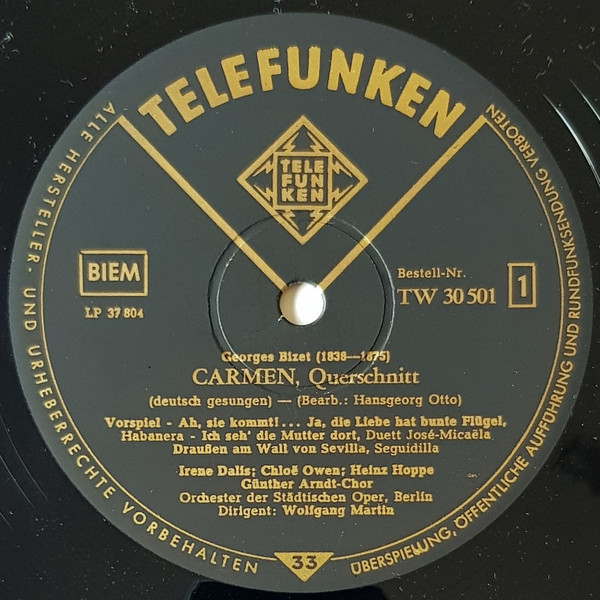 TELEFUNKEN
TELE
FUN
KEN
BIEM
LP 37 804
Bestell-Nr.
TW 30 501
1
Georges Bizet (1838—1875)
CARMEN, Querschnitt
(deutsch gesungen) — (Bearb.: Hansgeorg Otto)
Vorspiel - Ah, sie kommt!... Ja, die Liebe hat bunte Flügel,
Habanera - Ich seh' die Mutter dort, Duett José-Micaëla
Draußen am Wall von Sevilla, Seguidilla
Irene Dalis; Chloë Owen; Heinz Hoppe
Günther Arndt-Chor
Orchester der Städtischen Oper, Berlin
Dirigent: Wolfgang Martin
33
ALLE HERSTELLER- UND URHEBERRECHTE VORBEHALTEN
ÜBERSPIELUNG, ÖFFENTLICHE AUFFÜHRUNG UND RUNDFUNKSENDUNG VERBOTEN